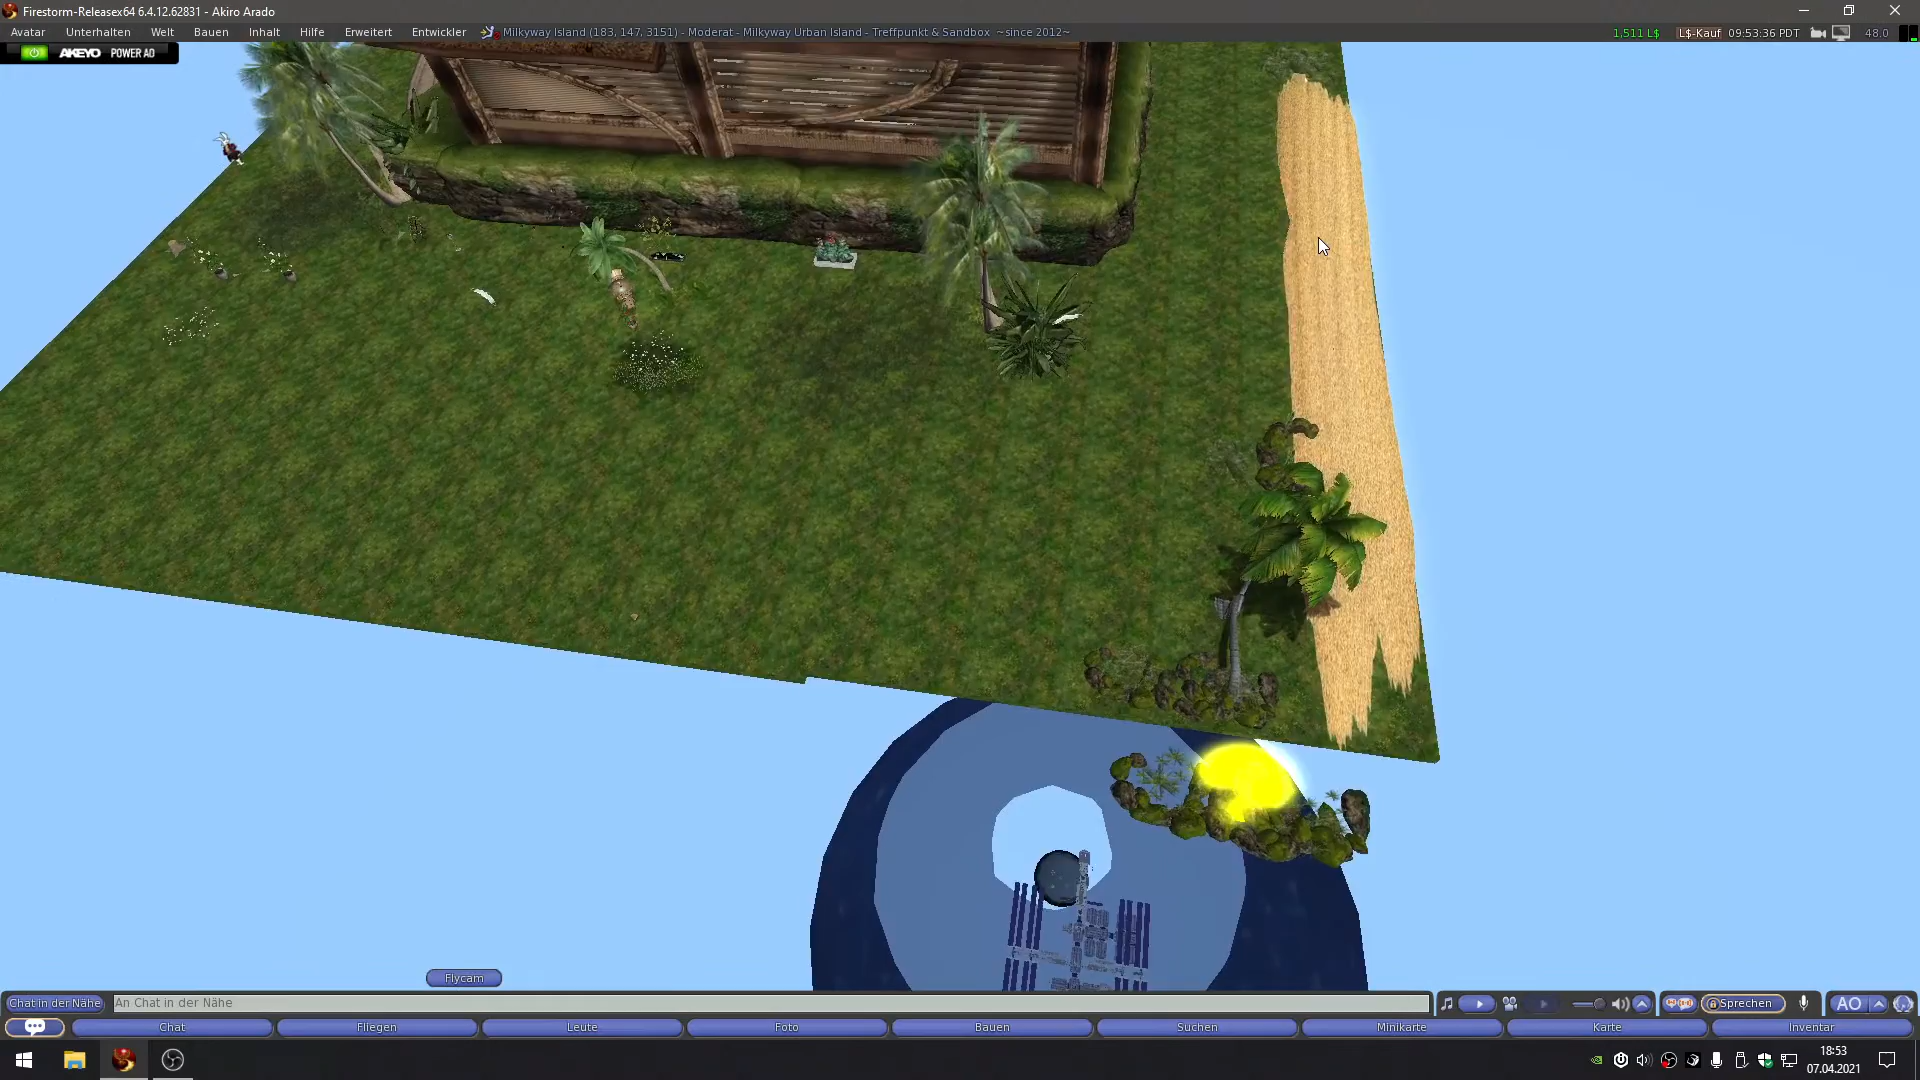 Firestorm-Releasex64 6.4.12.62831 - Akiro Arado
Avatar Unterhalten Welt Bauen Inhalt Hilfe Erweitert Entwickler Milkyway Island (183, 147, 3151) - Moderat - Milkyway Urban Island - Treffpunkt & Sandbox ~since 2012~ 1,511 L$ L$-Kauf 09:53:36 PDT 48.0
AKEYO POWER AO
Flycam
Chat in der Nähe An Chat in der Nähe Sprechen AO
Chat Fliegen Leute Foto Bauen Suchen Minikarte Karte Inventar
18:53
07.04.2021